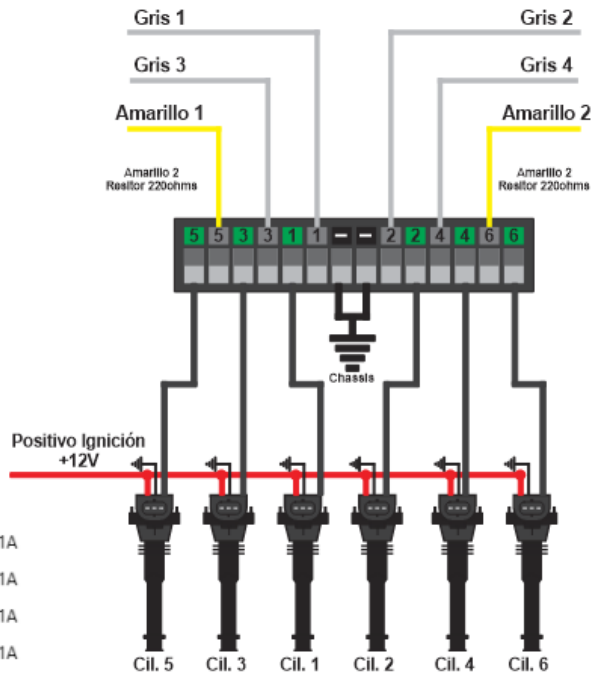 Gris 1
Gris 2
Gris 3
Gris 4
Amarillo 1
Amarillo 2
Amarillo 2
Resitor 220ohms
Amarillo 2
Resitor 220ohms
5 5 3 3 1 1 - - 2 2 4 4 6 6
Chassis
Positivo Ignición
+12V
1A
1A
1A
1A
Cil. 5 Cil. 3 Cil. 1 Cil. 2 Cil. 4 Cil. 6